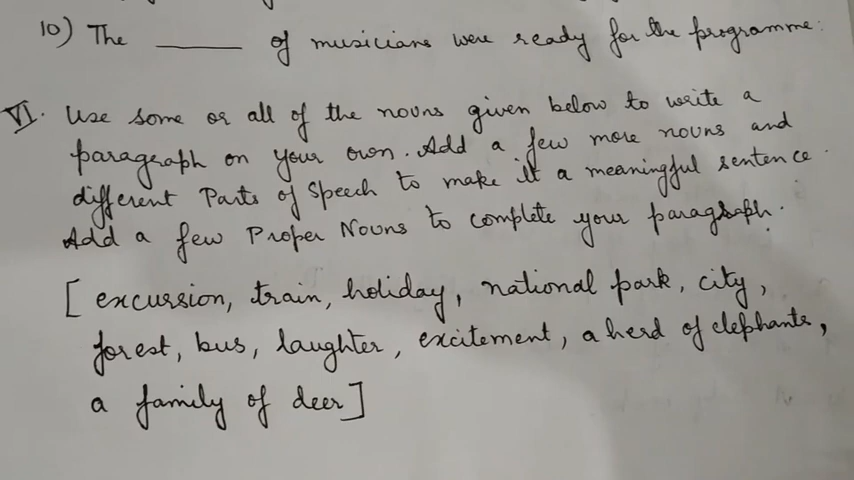 10) The ______ of musicians were ready for the programme.
VI. Use some or all of the nouns given below to write a
paragraph on your own. Add a few more nouns and
different Parts of Speech to make it a meaningful sentence.
Add a few Proper Nouns to complete your paragraph.
[ excursion, train, holiday, national park, city,
forest, bus, laughter, excitement, a herd of elephants,
a family of deer ]